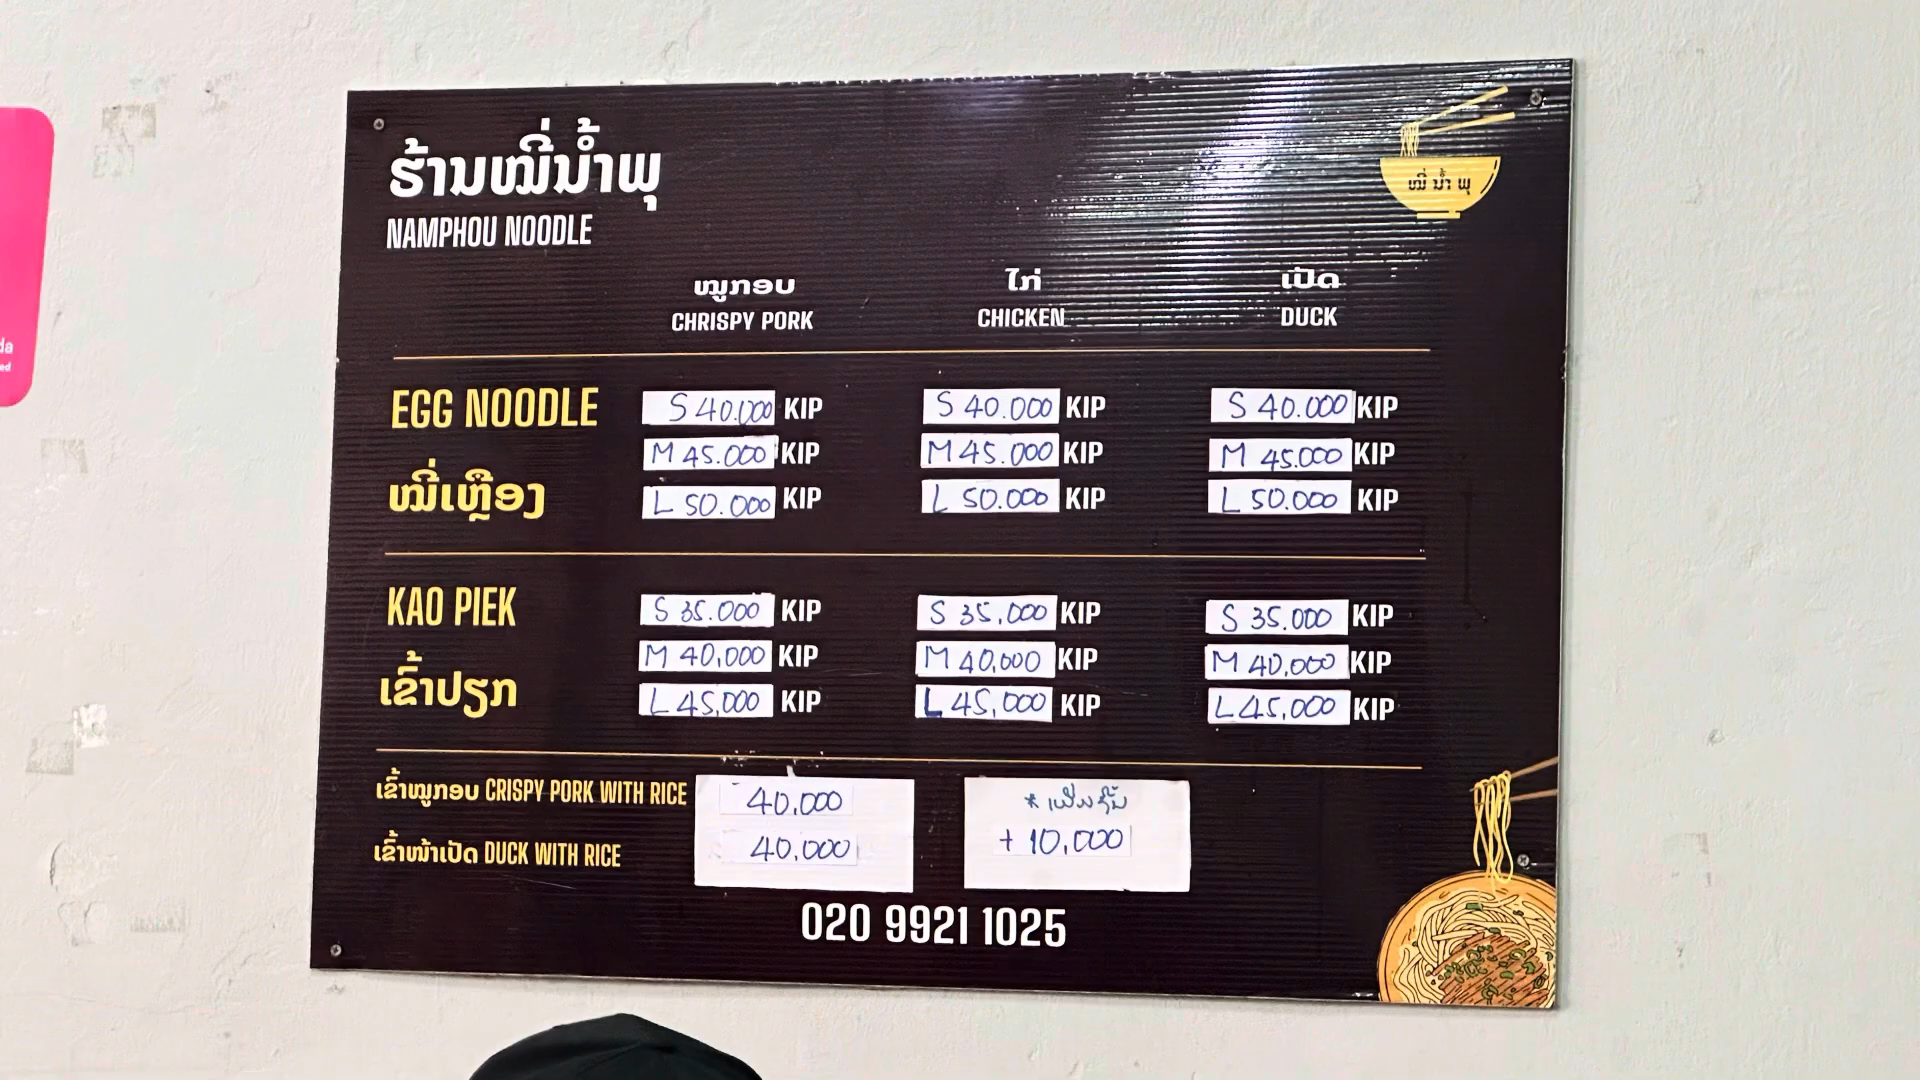 ຮ້ານໝີ່ນ້ຳພຸ
NAMPHOU NOODLE
ໝີ່ ນ້ຳ ພຸ
ໝູກອບ ໄກ່ ເປັດ
CHRISPY PORK CHICKEN DUCK
EGG NOODLE S 40.000 KIP S 40.000 KIP S 40.000 KIP
M 45.000 KIP M 45.000 KIP M 45.000 KIP
ໝີ່ເຫຼືອງ L 50.000 KIP L 50.000 KIP L 50.000 KIP
KAO PIEK S 35.000 KIP S 35,000 KIP S 35.000 KIP
M 40,000 KIP M 40,000 KIP M 40,000 KIP
ເຂົ້າປຽກ L 45,000 KIP L 45,000 KIP L 45,000 KIP
ເຂົ້າໝູກອບ CRISPY PORK WITH RICE 40,000
ເຂົ້າໜ້າເປັດ DUCK WITH RICE 40,000
+ 10,000
020 9921 1025
da
ed